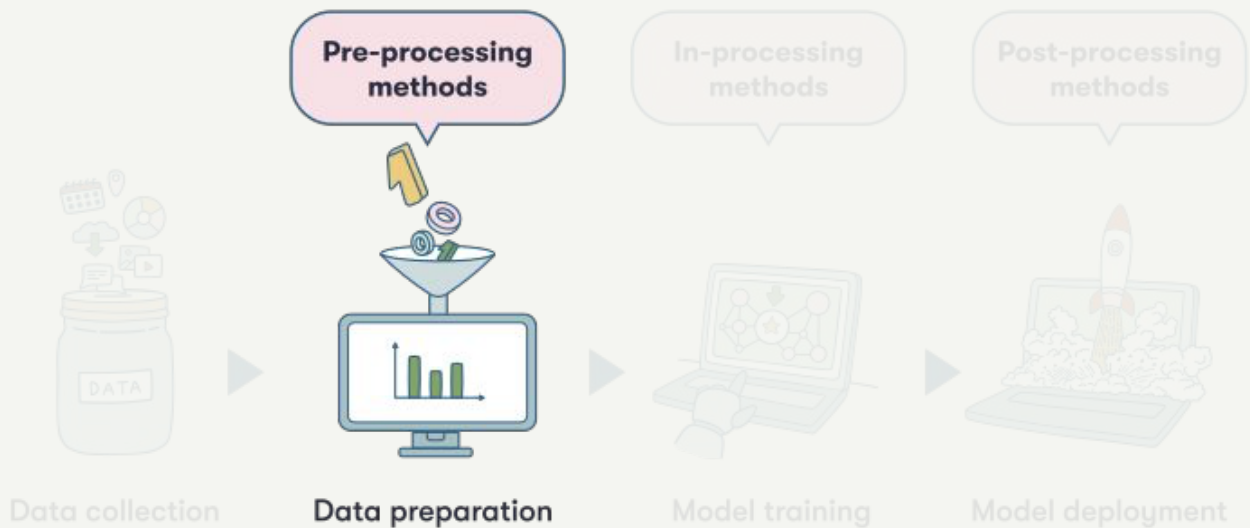 Pre-processing
methods
In-processing
methods
Post-processing
methods
DATA
Data collection
Data preparation
Model training
Model deployment